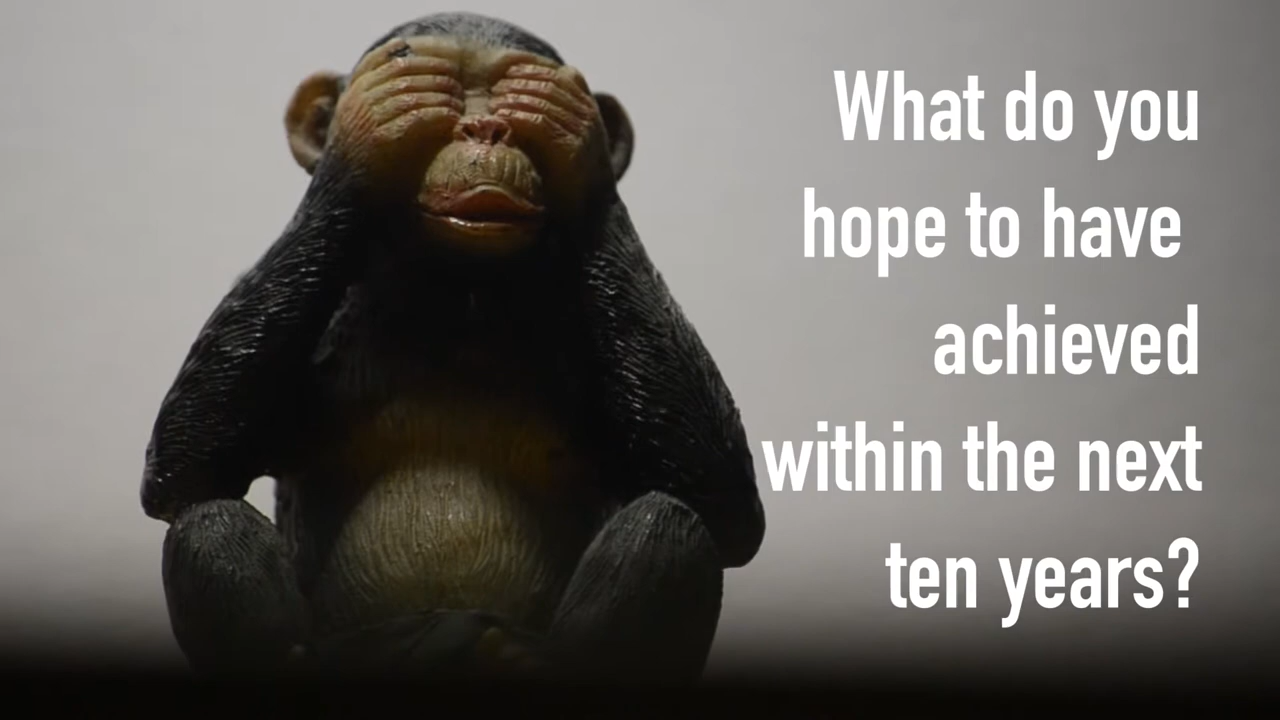 What do you
hope to have
achieved
within the next
ten years?